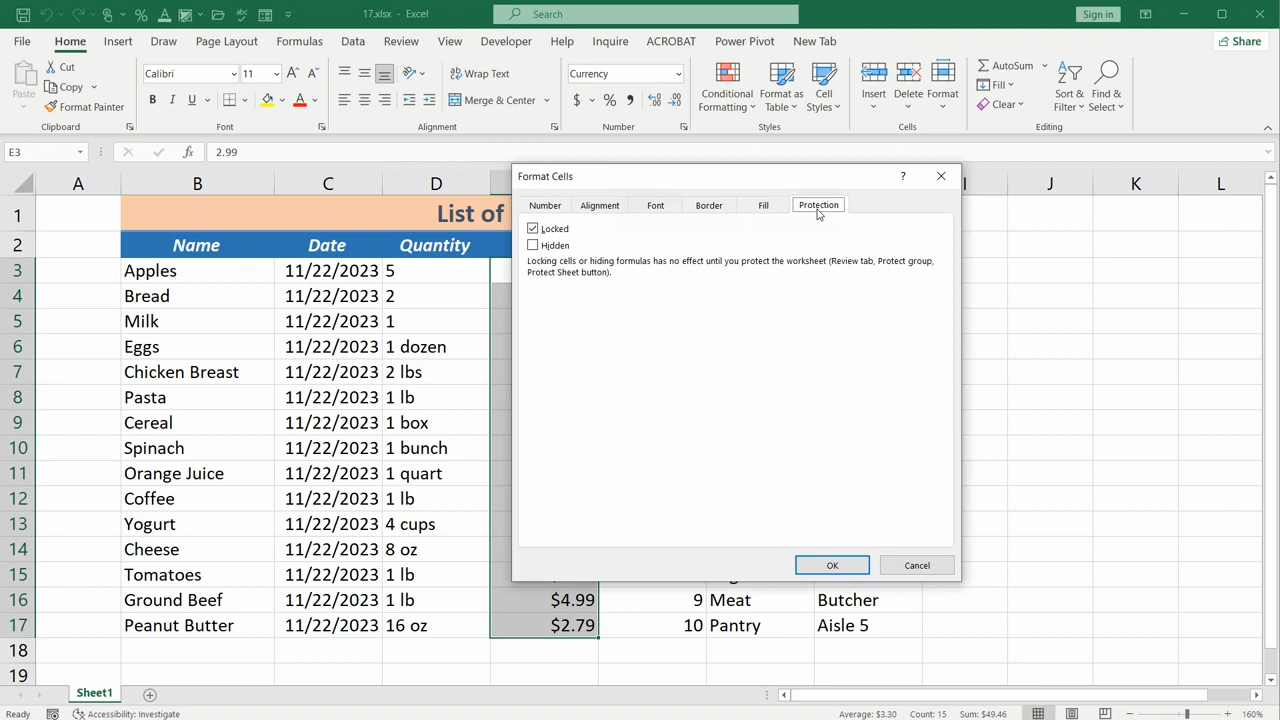 17.xlsx - Excel
Search
Sign in
File Home Insert Draw Page Layout Formulas Data Review View Developer Help Inquire ACROBAT Power Pivot New Tab Share
Paste
Cut
Copy
Format Painter
Clipboard
Calibri 11
B I U
Font
Wrap Text
Merge & Center
Alignment
Currency
$ % ,
Number
Conditional Formatting
Format as Table
Cell Styles
Styles
Insert Delete Format
Cells
AutoSum
Fill
Clear
Sort & Filter
Find & Select
Editing
E3 fx 2.99
A B C D I J K L
1 List of
2 Name Date Quantity
3 Apples 11/22/2023 5
4 Bread 11/22/2023 2
5 Milk 11/22/2023 1
6 Eggs 11/22/2023 1 dozen
7 Chicken Breast 11/22/2023 2 lbs
8 Pasta 11/22/2023 1 lb
9 Cereal 11/22/2023 1 box
10 Spinach 11/22/2023 1 bunch
11 Orange Juice 11/22/2023 1 quart
12 Coffee 11/22/2023 1 lb
13 Yogurt 11/22/2023 4 cups
14 Cheese 11/22/2023 8 oz
15 Tomatoes 11/22/2023 1 lb
16 Ground Beef 11/22/2023 1 lb $4.99 9 Meat Butcher
17 Peanut Butter 11/22/2023 16 oz $2.79 10 Pantry Aisle 5
18
19
Format Cells ?
Number Alignment Font Border Fill Protection
Locked
Hidden
Locking cells or hiding formulas has no effect until you protect the worksheet (Review tab, Protect group,
Protect Sheet button).
OK Cancel
Sheet1
Ready Accessibility: Investigate Average: $3.30 Count: 15 Sum: $49.46 160%